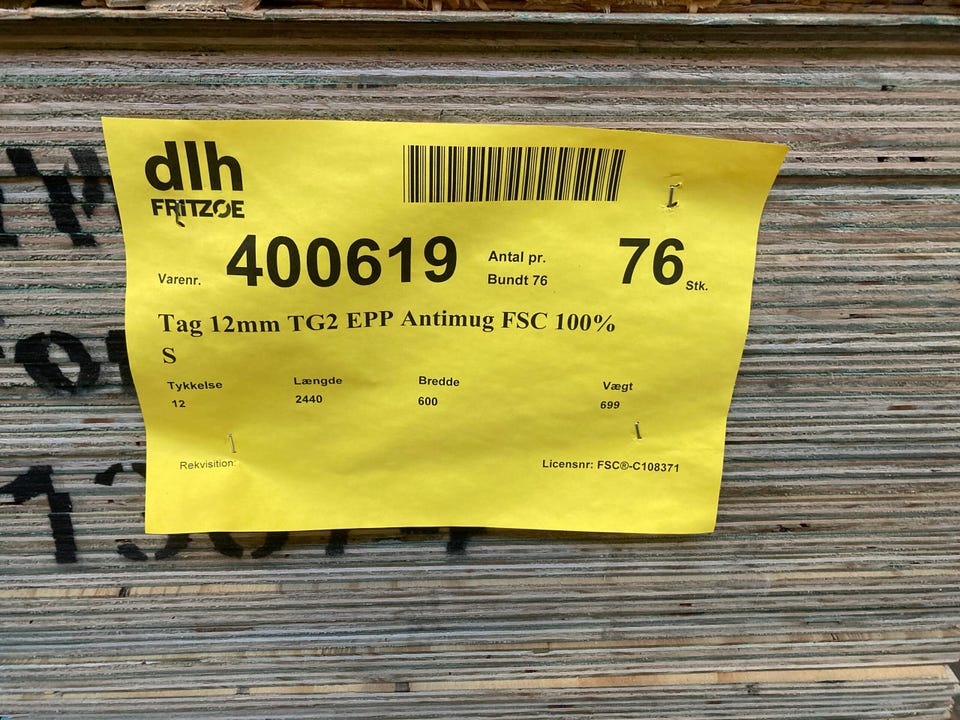 dlh
FRITZOE
Varenr. 400619 Antal pr. Bundt 76 76 Stk.
Tag 12mm TG2 EPP Antimug FSC 100%
S
Tykkelse Længde Bredde Vægt
12 2440 600 699
Rekvisition: Licensnr: FSC®-C108371